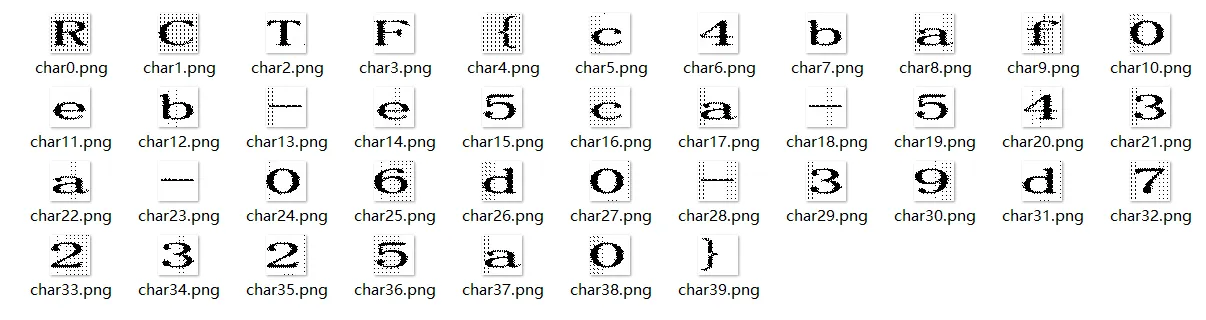 R C T F { c 4 b a f 0
char0.png char1.png char2.png char3.png char4.png char5.png char6.png char7.png char8.png char9.png char10.png
e b - e 5 c a - 5 4 3
char11.png char12.png char13.png char14.png char15.png char16.png char17.png char18.png char19.png char20.png char21.png
a - 0 6 d 0 - 3 9 d 7
char22.png char23.png char24.png char25.png char26.png char27.png char28.png char29.png char30.png char31.png char32.png
2 3 2 5 a 0 }
char33.png char34.png char35.png char36.png char37.png char38.png char39.png